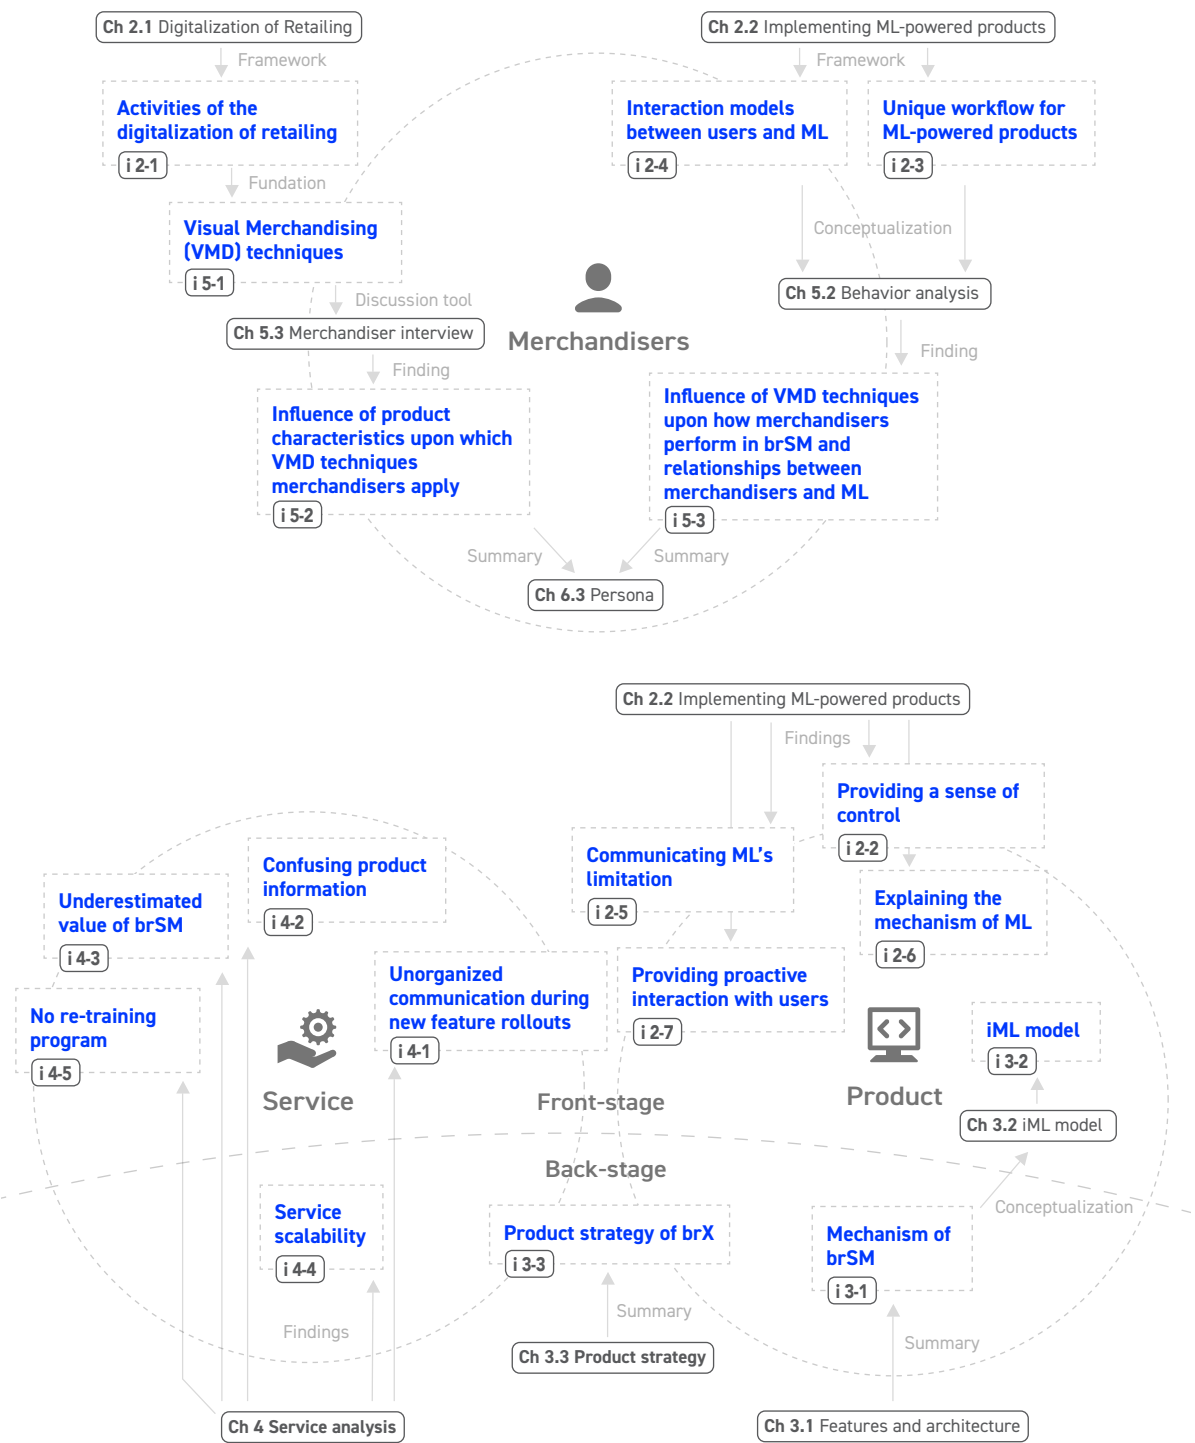 Ch 2.1 Digitalization of Retailing
Framework
Activities of the
digitalization of retailing
i 2-1
Fundation
Visual Merchandising
(VMD) techniques
i 5-1
Discussion tool
Ch 5.3 Merchandiser interview
Finding
Influence of product
characteristics upon which
VMD techniques
merchandisers apply
i 5-2
Summary
Merchandisers
Ch 2.2 Implementing ML-powered products
Framework
Interaction models
between users and ML
i 2-4
Unique workflow for
ML-powered products
i 2-3
Conceptualization
Ch 5.2 Behavior analysis
Finding
Influence of VMD techniques
upon how merchandisers
perform in brSM and
relationships between
merchandisers and ML
i 5-3
Summary
Ch 6.3 Persona
Ch 2.2 Implementing ML-powered products
Findings
Providing a sense of
control
i 2-2
Communicating ML's
limitation
i 2-5
Explaining the
mechanism of ML
i 2-6
Providing proactive
interaction with users
i 2-7
Confusing product
information
i 4-2
Underestimated
value of brSM
i 4-3
Unorganized
communication during
new feature rollouts
i 4-1
No re-training
program
i 4-5
Service
Product
iML model
i 3-2
Ch 3.2 iML model
Front-stage
Back-stage
Conceptualization
Service
scalability
i 4-4
Findings
Product strategy of brX
i 3-3
Summary
Ch 3.3 Product strategy
Mechanism of
brSM
i 3-1
Summary
Ch 4 Service analysis
Ch 3.1 Features and architecture